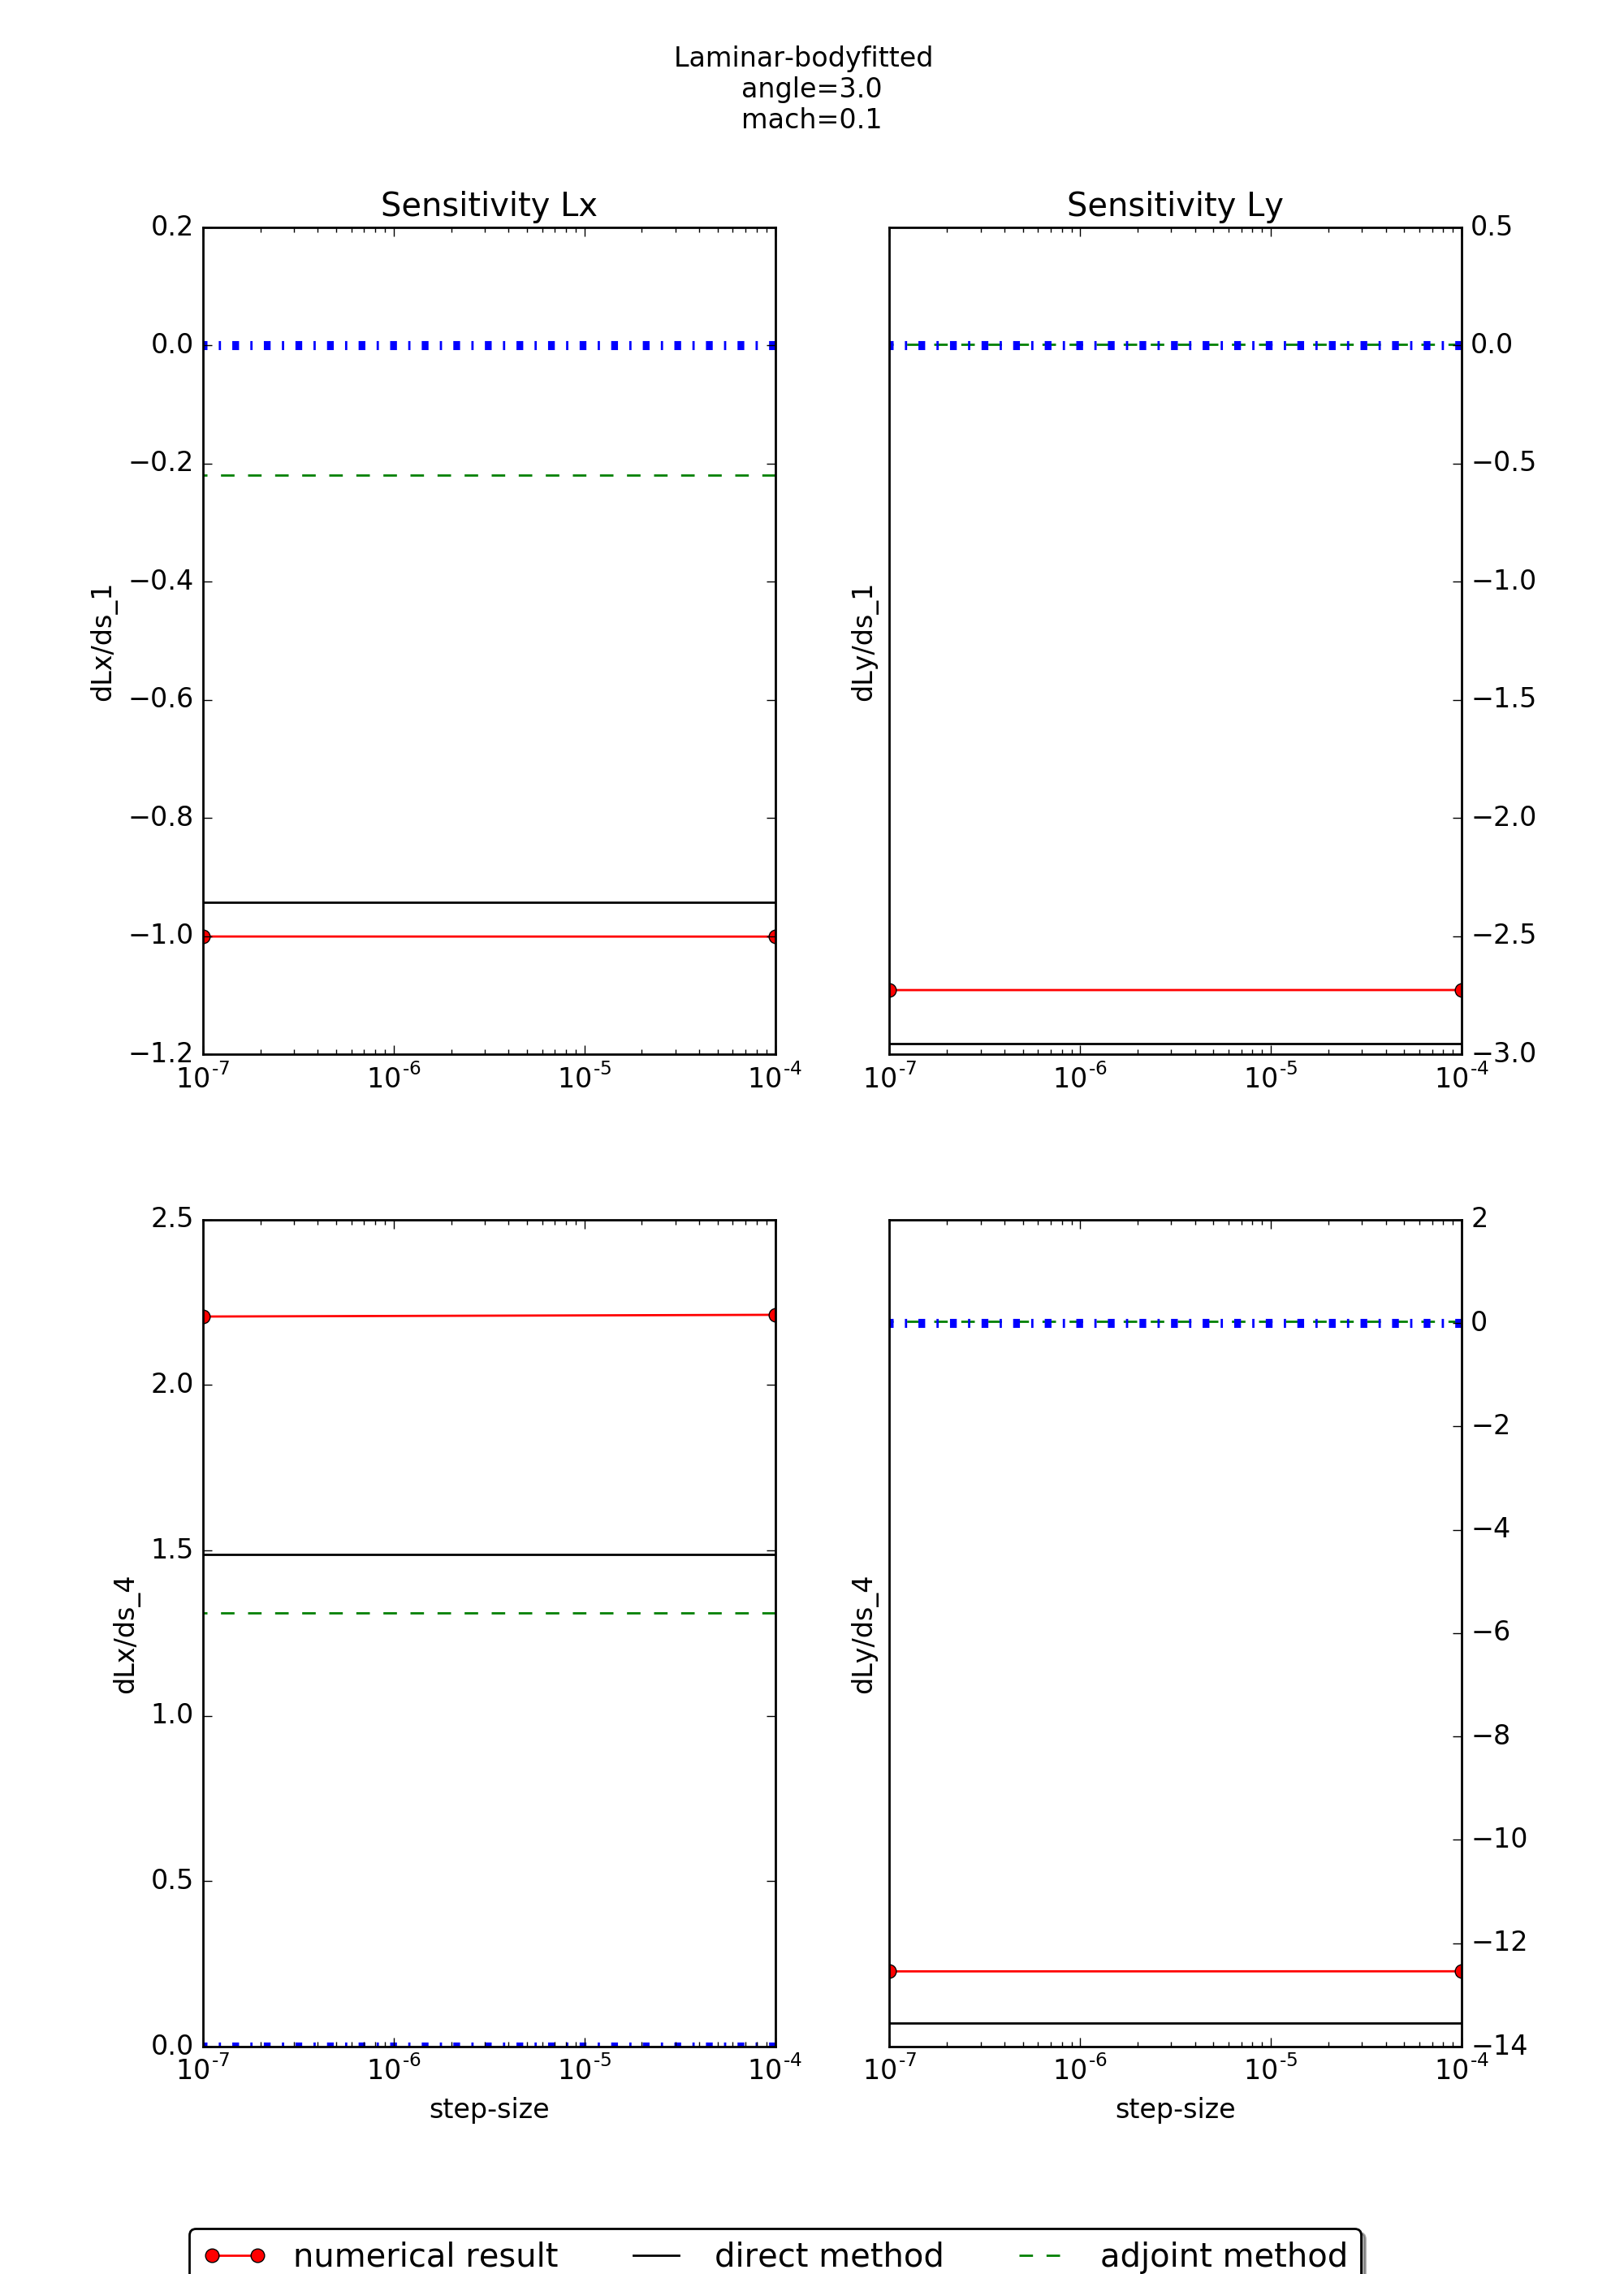 Laminar-bodyfitted
angle=3.0
mach=0.1
Sensitivity Lx
0.2
0.0
−0.2
−0.4
−0.6
−0.8
−1.0
−1.2
dLx/ds_1
10-7 10-6 10-5 10-4
Sensitivity Ly
0.5
0.0
−0.5
−1.0
−1.5
−2.0
−2.5
−3.0
dLy/ds_1
10-7 10-6 10-5 10-4
2.5
2.0
1.5
1.0
0.5
0.0
dLx/ds_4
10-7 10-6 10-5 10-4
step-size
2
0
−2
−4
−6
−8
−10
−12
−14
dLy/ds_4
10-7 10-6 10-5 10-4
step-size
numerical result direct method adjoint method